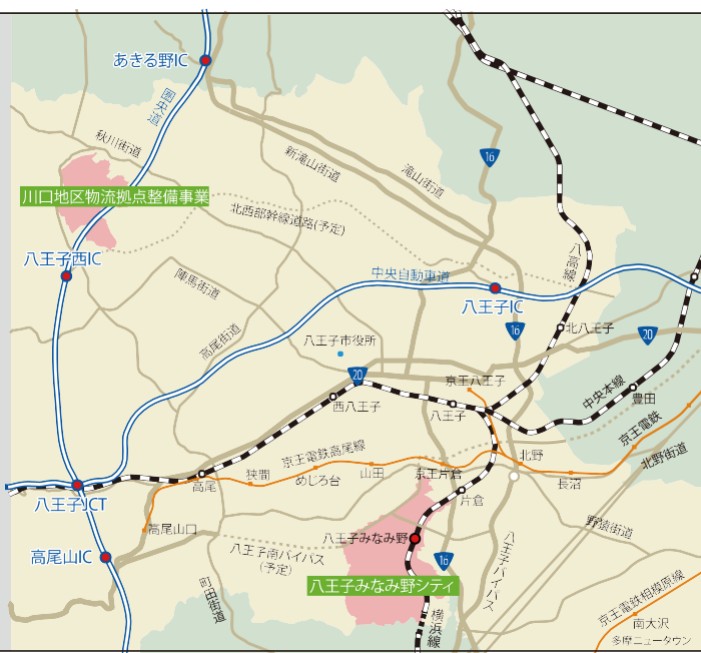 あきる野IC
圏央道
秋川街道
新滝山街道
滝山街道
16
川口地区物流拠点整備事業
北西部幹線道路(予定)
八高線
八王子西IC
陣馬街道
中央自動車道
八王子IC
高尾街道
八王子市役所
16
北八王子
20
20
京王八王子
中央本線
豊田
西八王子
八王子
京王電鉄
北野街道
京王電鉄高尾線
北野
高尾
狭間
めじろ台
山田
京王片倉
長沼
八王子JCT
片倉
高尾山口
八王子みなみ野
野猿街道
高尾山IC
八王子南バイパス
(予定)
16
八王子バイパス
町田街道
八王子みなみ野シティ
横浜線
京王電鉄相模原線
南大沢
多摩ニュータウン